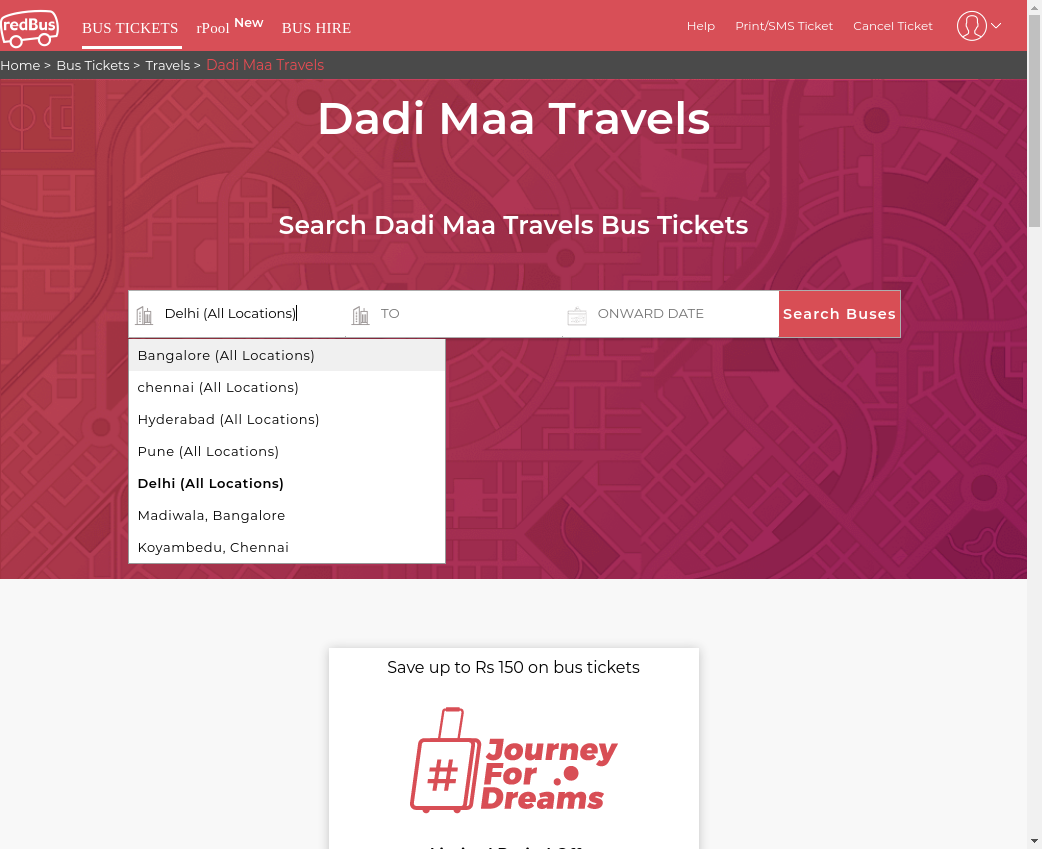 redBus
BUS TICKETS
rPool New
BUS HIRE
Help
Print/SMS Ticket
Cancel Ticket
Home > Bus Tickets > Travels > Dadi Maa Travels
Dadi Maa Travels
Search Dadi Maa Travels Bus Tickets
Delhi (All Locations)
TO
ONWARD DATE
Search Buses
Bangalore (All Locations)
chennai (All Locations)
Hyderabad (All Locations)
Pune (All Locations)
Delhi (All Locations)
Madiwala, Bangalore
Koyambedu, Chennai
Save up to Rs 150 on bus tickets
# Journey
For
Dreams